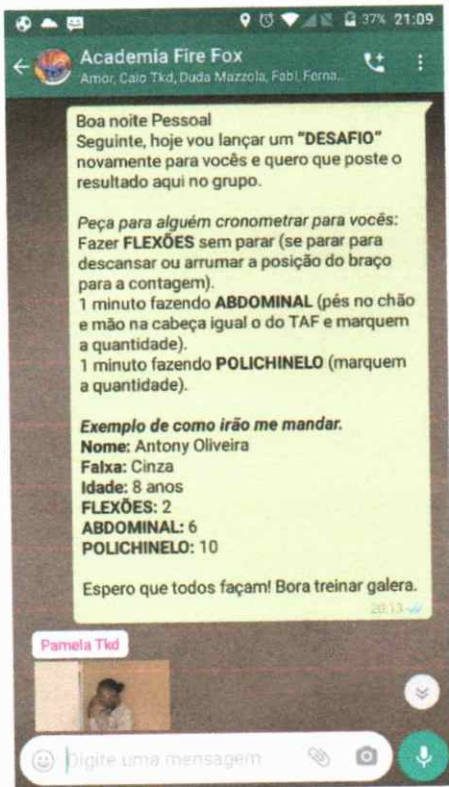 37% 21:09
Academia Fire Fox
Amor, Caio Tkd, Duda Mazzola, Fabi, Ferna...
Boa noite Pessoal
Seguinte, hoje vou lançar um "DESAFIO"
novamente para vocês e quero que poste o
resultado aqui no grupo.
Peça para alguém cronometrar para vocês:
Fazer FLEXÕES sem parar (se parar para
descansar ou arrumar a posição do braço
para a contagem).
1 minuto fazendo ABDOMINAL (pés no chão
e mão na cabeça igual o do TAF e marquem
a quantidade).
1 minuto fazendo POLICHINELO (marquem
a quantidade).
Exemplo de como irão me mandar.
Nome: Antony Oliveira
Faixa: Cinza
Idade: 8 anos
FLEXÕES: 2
ABDOMINAL: 6
POLICHINELO: 10
Espero que todos façam! Bora treinar galera.
20:13
Pamela Tkd
Digite uma mensagem